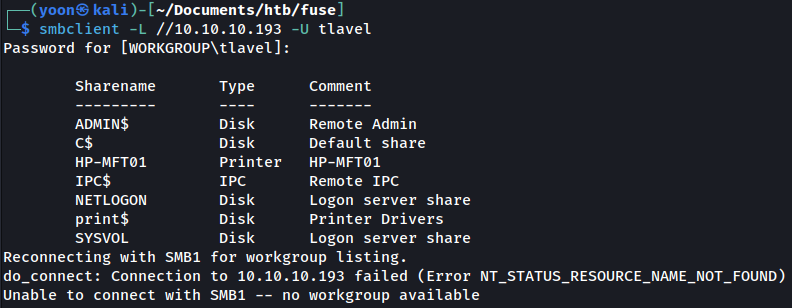 ┌──(yoon㉿kali)-[~/Documents/htb/fuse]
└─$ smbclient -L //10.10.10.193 -U tlavel
Password for [WORKGROUP\tlavel]:

        Sharename       Type      Comment
        ---------       ----      -------
        ADMIN$          Disk      Remote Admin
        C$              Disk      Default share
        HP-MFT01        Printer   HP-MFT01
        IPC$            IPC       Remote IPC
        NETLOGON        Disk      Logon server share
        print$          Disk      Printer Drivers
        SYSVOL          Disk      Logon server share
Reconnecting with SMB1 for workgroup listing.
do_connect: Connection to 10.10.10.193 failed (Error NT_STATUS_RESOURCE_NAME_NOT_FOUND)
Unable to connect with SMB1 -- no workgroup available